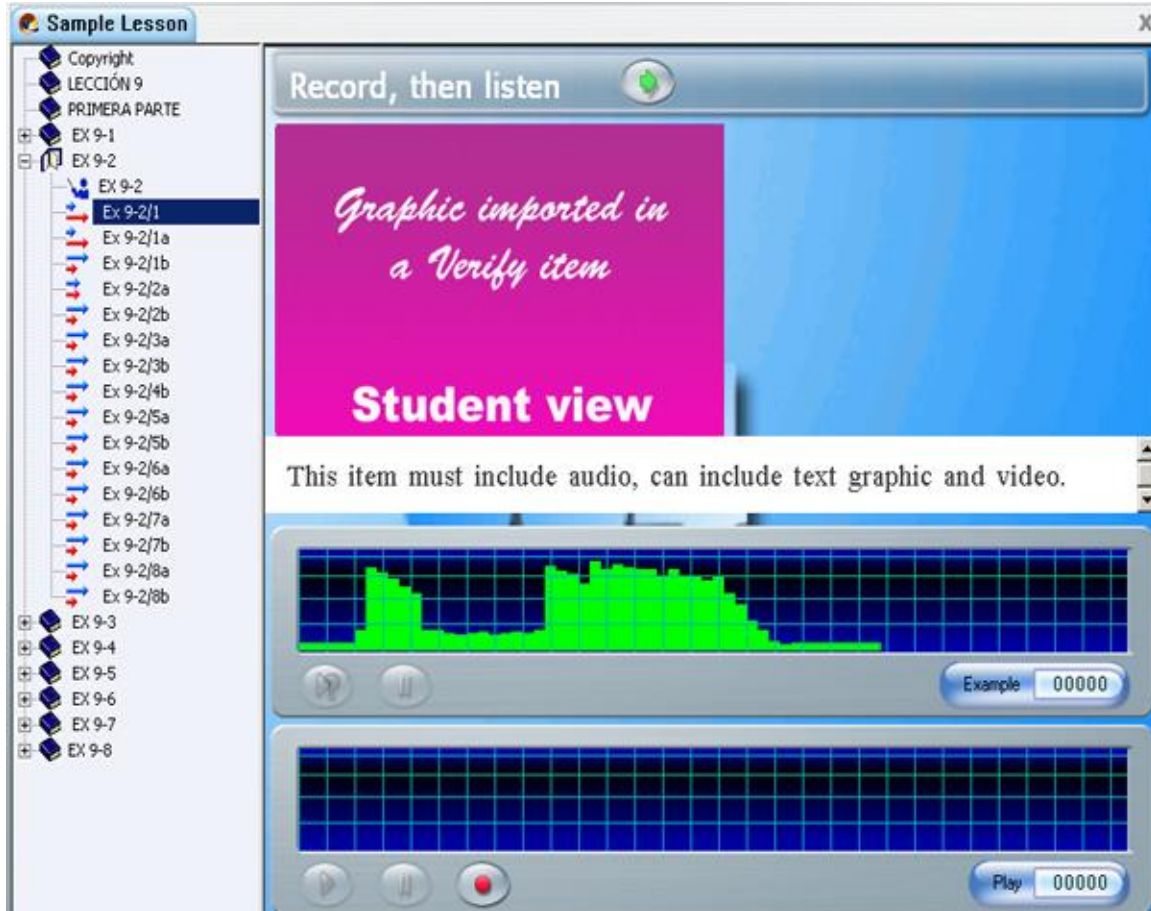 Sample Lesson
X
Copyright
LECCIÓN 9
PRIMERA PARTE
EX 9-1
EX 9-2
EX 9-2
Ex 9-2/1
Ex 9-2/1a
Ex 9-2/1b
Ex 9-2/2a
Ex 9-2/2b
Ex 9-2/3a
Ex 9-2/3b
Ex 9-2/4b
Ex 9-2/5a
Ex 9-2/5b
Ex 9-2/6a
Ex 9-2/6b
Ex 9-2/7a
Ex 9-2/7b
Ex 9-2/8a
Ex 9-2/8b
EX 9-3
EX 9-4
EX 9-5
EX 9-6
EX 9-7
EX 9-8
Record, then listen
Graphic imported in
a Verify item
Student view
This item must include audio, can include text graphic and video.
Example 00000
Play 00000